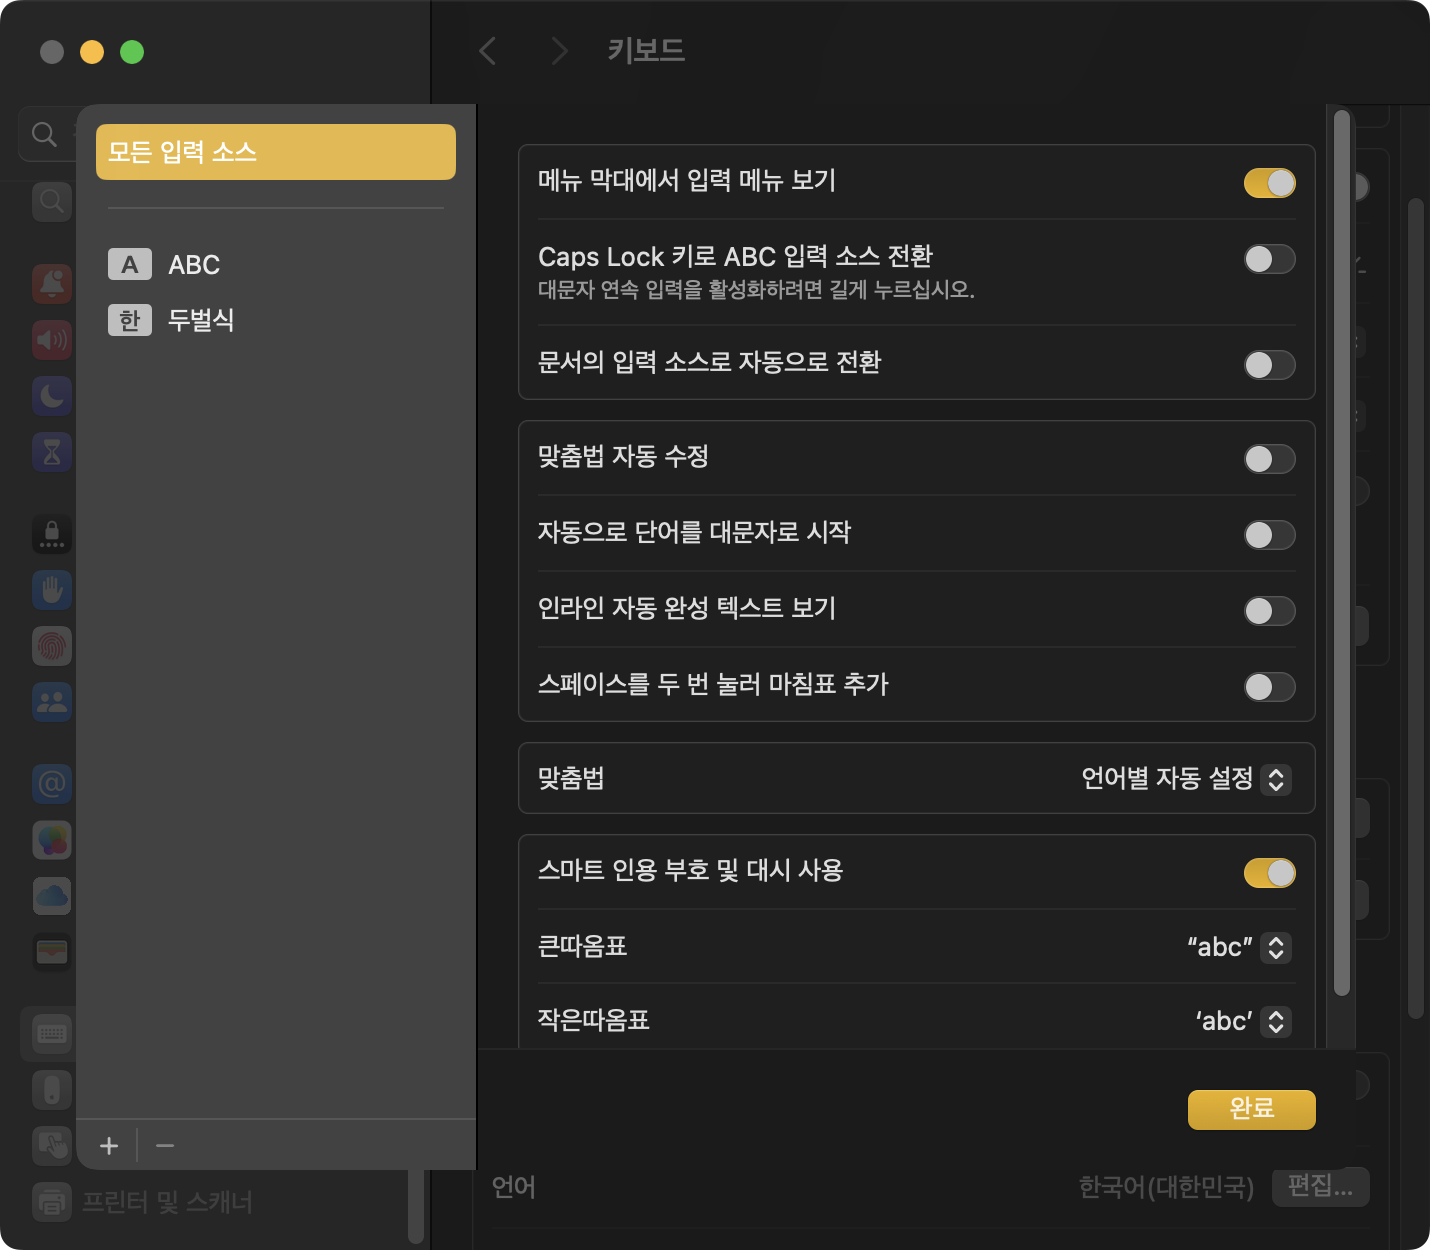 키보드
모든 입력 소스
A ABC
한 두벌식
메뉴 막대에서 입력 메뉴 보기
Caps Lock 키로 ABC 입력 소스 전환
대문자 연속 입력을 활성화하려면 길게 누르십시오.
문서의 입력 소스로 자동으로 전환
맞춤법 자동 수정
자동으로 단어를 대문자로 시작
인라인 자동 완성 텍스트 보기
스페이스를 두 번 눌러 마침표 추가
맞춤법 언어별 자동 설정
스마트 인용 부호 및 대시 사용
큰따옴표 “abc”
작은따옴표 ‘abc’
완료
언어 한국어(대한민국) 편집...
프린터 및 스캐너